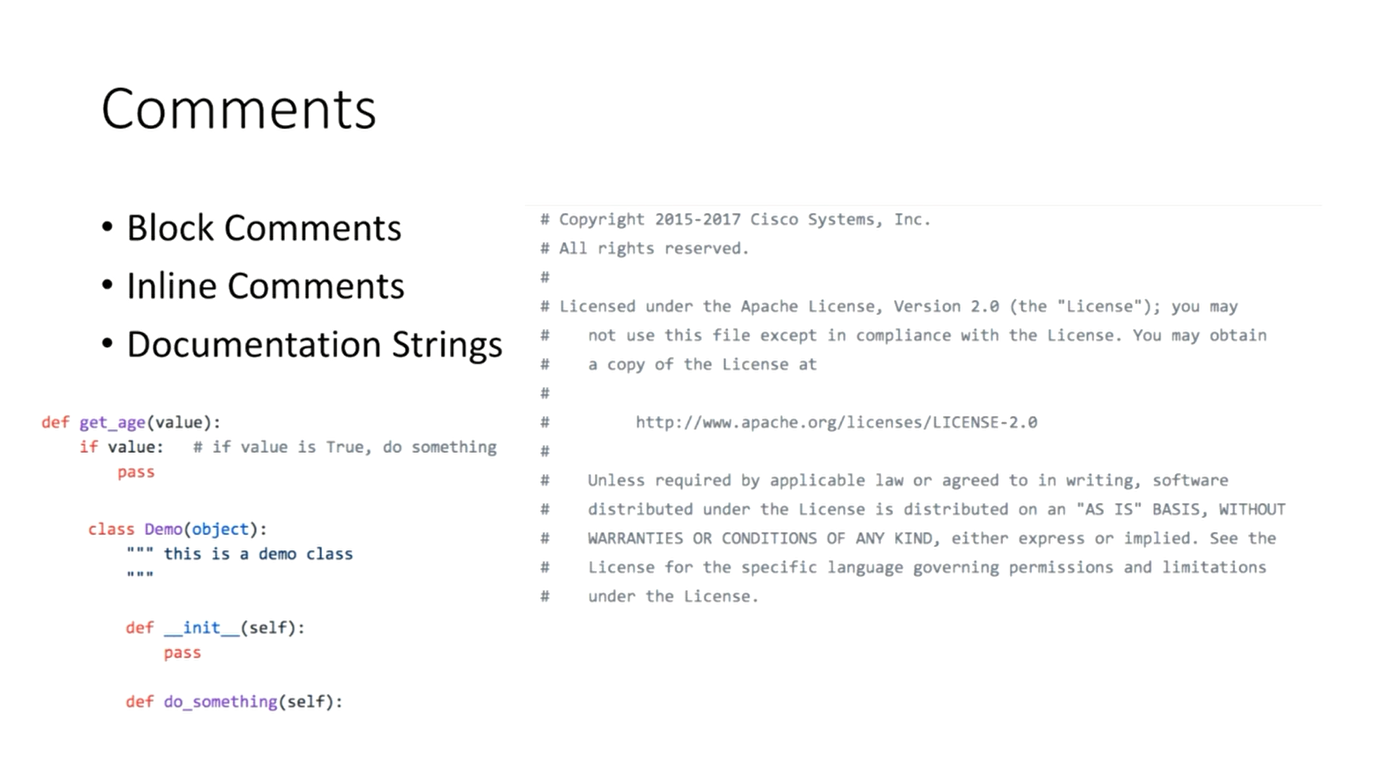 Comments
• Block Comments
• Inline Comments
• Documentation Strings
def get_age(value):
    if value:   # if value is True, do something
        pass
class Demo(object):
    """ this is a demo class
    """
    def __init__(self):
        pass
    def do_something(self):
# Copyright 2015-2017 Cisco Systems, Inc.
# All rights reserved.
#
# Licensed under the Apache License, Version 2.0 (the "License"); you may
#    not use this file except in compliance with the License. You may obtain
#    a copy of the License at
#
#         http://www.apache.org/licenses/LICENSE-2.0
#
#    Unless required by applicable law or agreed to in writing, software
#    distributed under the License is distributed on an "AS IS" BASIS, WITHOUT
#    WARRANTIES OR CONDITIONS OF ANY KIND, either express or implied. See the
#    License for the specific language governing permissions and limitations
#    under the License.